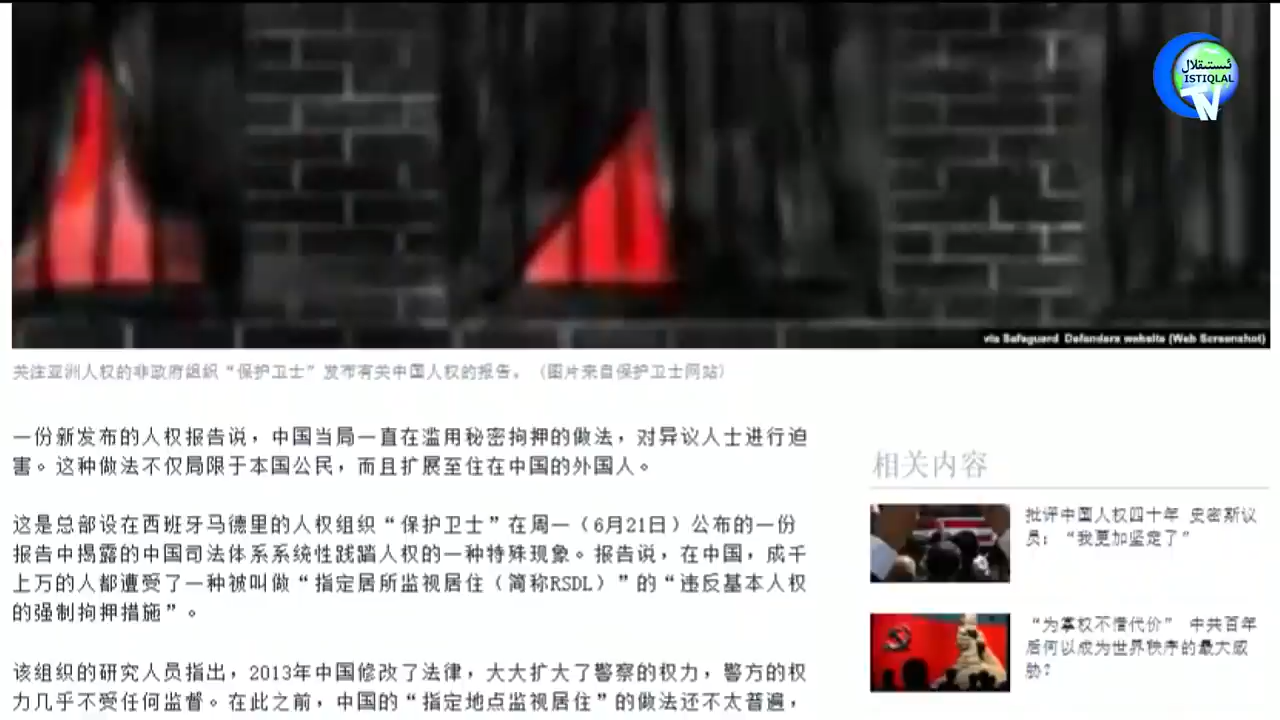 ئىستىقلال
ISTIQLAL
TV
via Safeguard Defenders website (Web Screenshot)
关注亚洲人权的非政府组织“保护卫士”发布有关中国人权的报告。（图片来自保护卫士网站）
一份新发布的人权报告说，中国当局一直在滥用秘密拘押的做法，对异议人士进行迫
害。这种做法不仅局限于本国公民，而且扩展至住在中国的外国人。
这是总部设在西班牙马德里的人权组织“保护卫士”在周一（6月21日）公布的一份
报告中揭露的中国司法体系系统性践踏人权的一种特殊现象。报告说，在中国，成千
上万的人都遭受了一种被叫做“指定居所监视居住（简称RSDL）”的“违反基本人权
的强制拘押措施”。
该组织的研究人员指出，2013年中国修改了法律，大大扩大了警察的权力，警方的权
力几乎不受任何监督。在此之前，中国的“指定地点监视居住”的做法还不太普遍，
相关内容
批评中国人权四十年 史密斯议
员：“我更加坚定了”
“为掌权不惜代价” 中共百年
后何以成为世界秩序的最大威
胁？